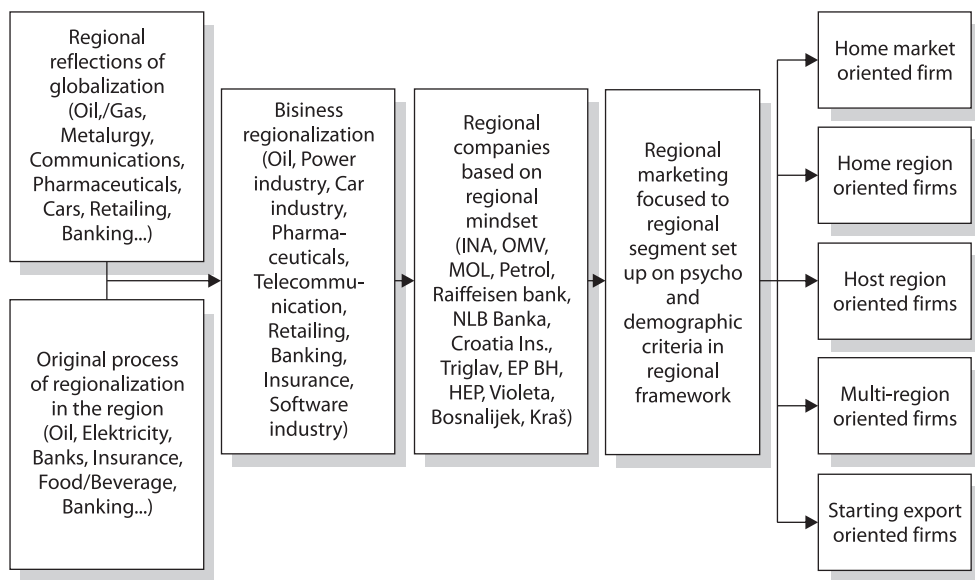 Regional
reflections of
globalization
(Oil,/Gas,
Metalurgy,
Communications,
Pharmaceuticals,
Cars, Retailing,
Banking...)
Original process
of regionalization
in the region
(Oil, Elektricity,
Banks, Insurance,
Food/Beverage,
Banking...)
Bisiness
regionalization
(Oil, Power
industry, Car
industry,
Pharma-
ceuticals,
Telecommu-
nication,
Retailing,
Banking,
Insurance,
Software
industry)
Regional
companies
based on
regional
mindset
(INA, OMV,
MOL, Petrol,
Raiffeisen bank,
NLB Banka,
Croatia Ins.,
Triglav, EP BH,
HEP, Violeta,
Bosnalijek, Kraš)
Regional
marketing
focused to
regional
segment set
up on psycho
and
demographic
criteria in
regional
framework
Home market
oriented firm
Home region
oriented firms
Host region
oriented firms
Multi-region
oriented firms
Starting export
oriented firms